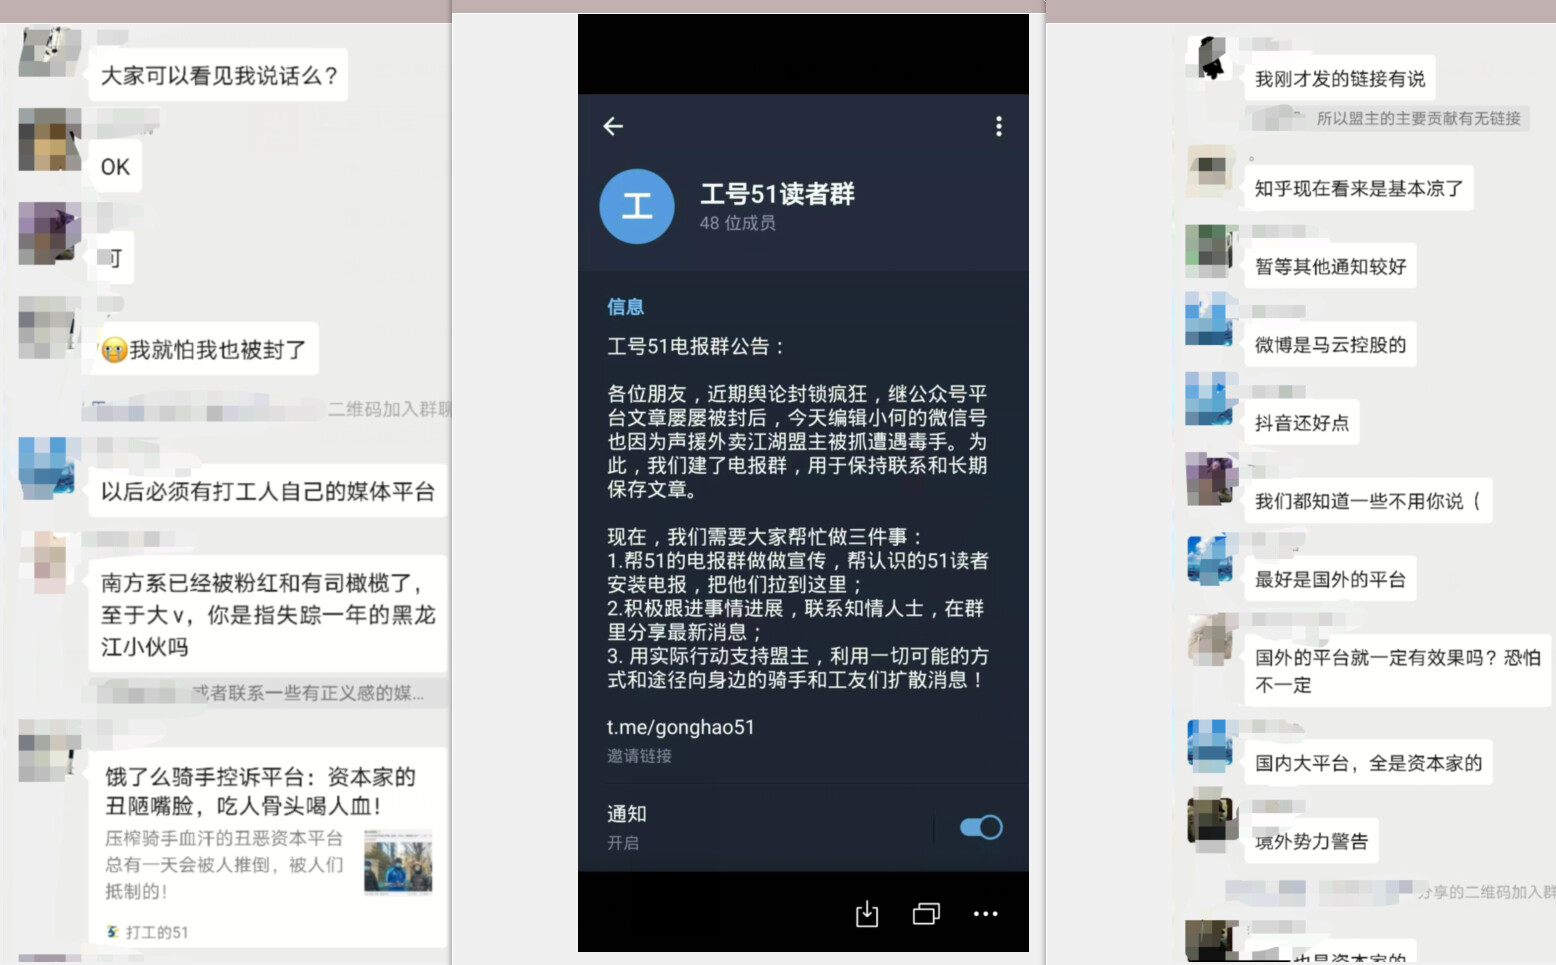 大家可以看见我说话么？
OK
可
😭我就怕我也被封了
二维码加入群聊
以后必须有打工人自己的媒体平台
南方系已经被粉红和有司橄榄了，
至于大v，你是指失踪一年的黑龙
江小伙吗
或者联系一些有正义感的媒...
饿了么骑手控诉平台：资本家的
丑陋嘴脸，吃人骨头喝人血！
压榨骑手血汗的丑恶资本平台
总有一天会被人推倒，被人们
抵制的！
打工的51
工
工号51读者群
48 位成员
信息
工号51电报群公告：
各位朋友，近期舆论封锁疯狂，继公众号平
台文章屡屡被封后，今天编辑小何的微信号
也因为声援外卖江湖盟主被抓遭遇毒手。为
此，我们建了电报群，用于保持联系和长期
保存文章。
现在，我们需要大家帮忙做三件事：
1.帮51的电报群做做宣传，帮认识的51读者
安装电报，把他们拉到这里；
2.积极跟进事情进展，联系知情人士，在群
里分享最新消息；
3. 用实际行动支持盟主，利用一切可能的方
式和途径向身边的骑手和工友们扩散消息！
t.me/gonghao51
邀请链接
通知
开启
我刚才发的链接有说
所以盟主的主要贡献有无链接
知乎现在看来是基本凉了
暂等其他通知较好
微博是马云控股的
抖音还好点
我们都知道一些不用你说（
最好是国外的平台
国外的平台就一定有效果吗？恐怕
不一定
国内大平台，全是资本家的
境外势力警告
分享的二维码加入群
也是资本家的